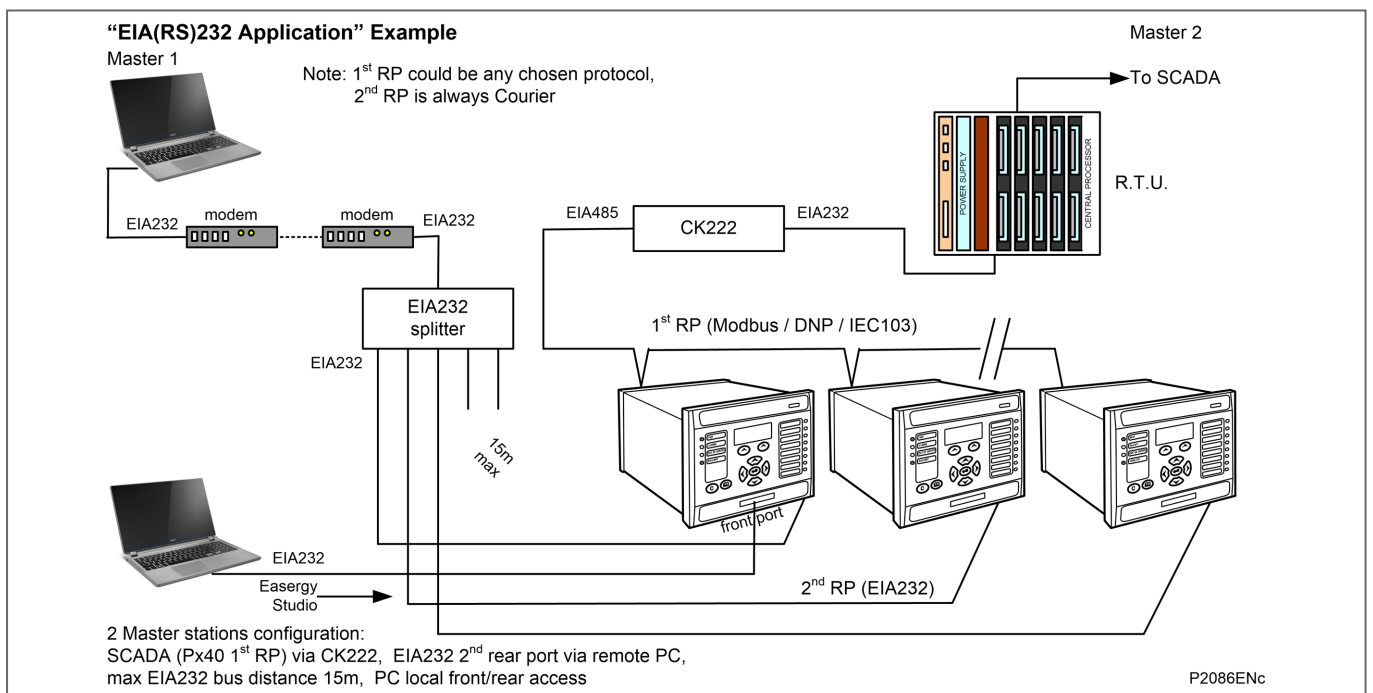 “EIA(RS)232 Application” Example
Master 1
Master 2
Note: 1st RP could be any chosen protocol,
2nd RP is always Courier
To SCADA
POWER SUPPLY
CENTRAL PROCESSOR
R.T.U.
EIA232
modem
modem
EIA232
EIA485
CK222
EIA232
EIA232
splitter
1st RP (Modbus / DNP / IEC103)
EIA232
15m
max
front port
EIA232
Easergy
Studio
2nd RP (EIA232)
2 Master stations configuration:
SCADA (Px40 1st RP) via CK222, EIA232 2nd rear port via remote PC,
max EIA232 bus distance 15m, PC local front/rear access
P2086ENc